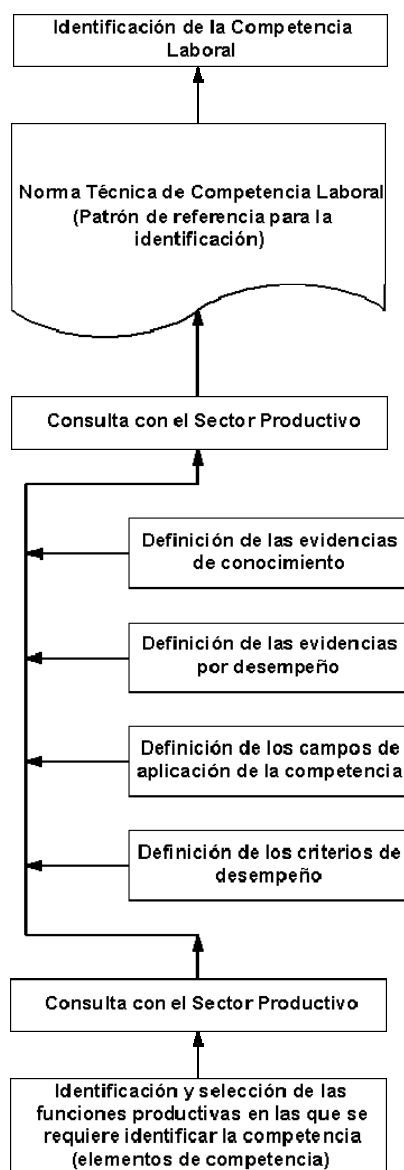 Identificación de la Competencia
Laboral
Norma Técnica de Competencia Laboral
(Patrón de referencia para la
identificación)
Consulta con el Sector Productivo
Definición de las evidencias
de conocimiento
Definición de las evidencias
por desempeño
Definición de los campos de
aplicación de la competencia
Definición de los criterios de
desempeño
Consulta con el Sector Productivo
Identificación y selección de las
funciones productivas en las que se
requiere identificar la competencia
(elementos de competencia)